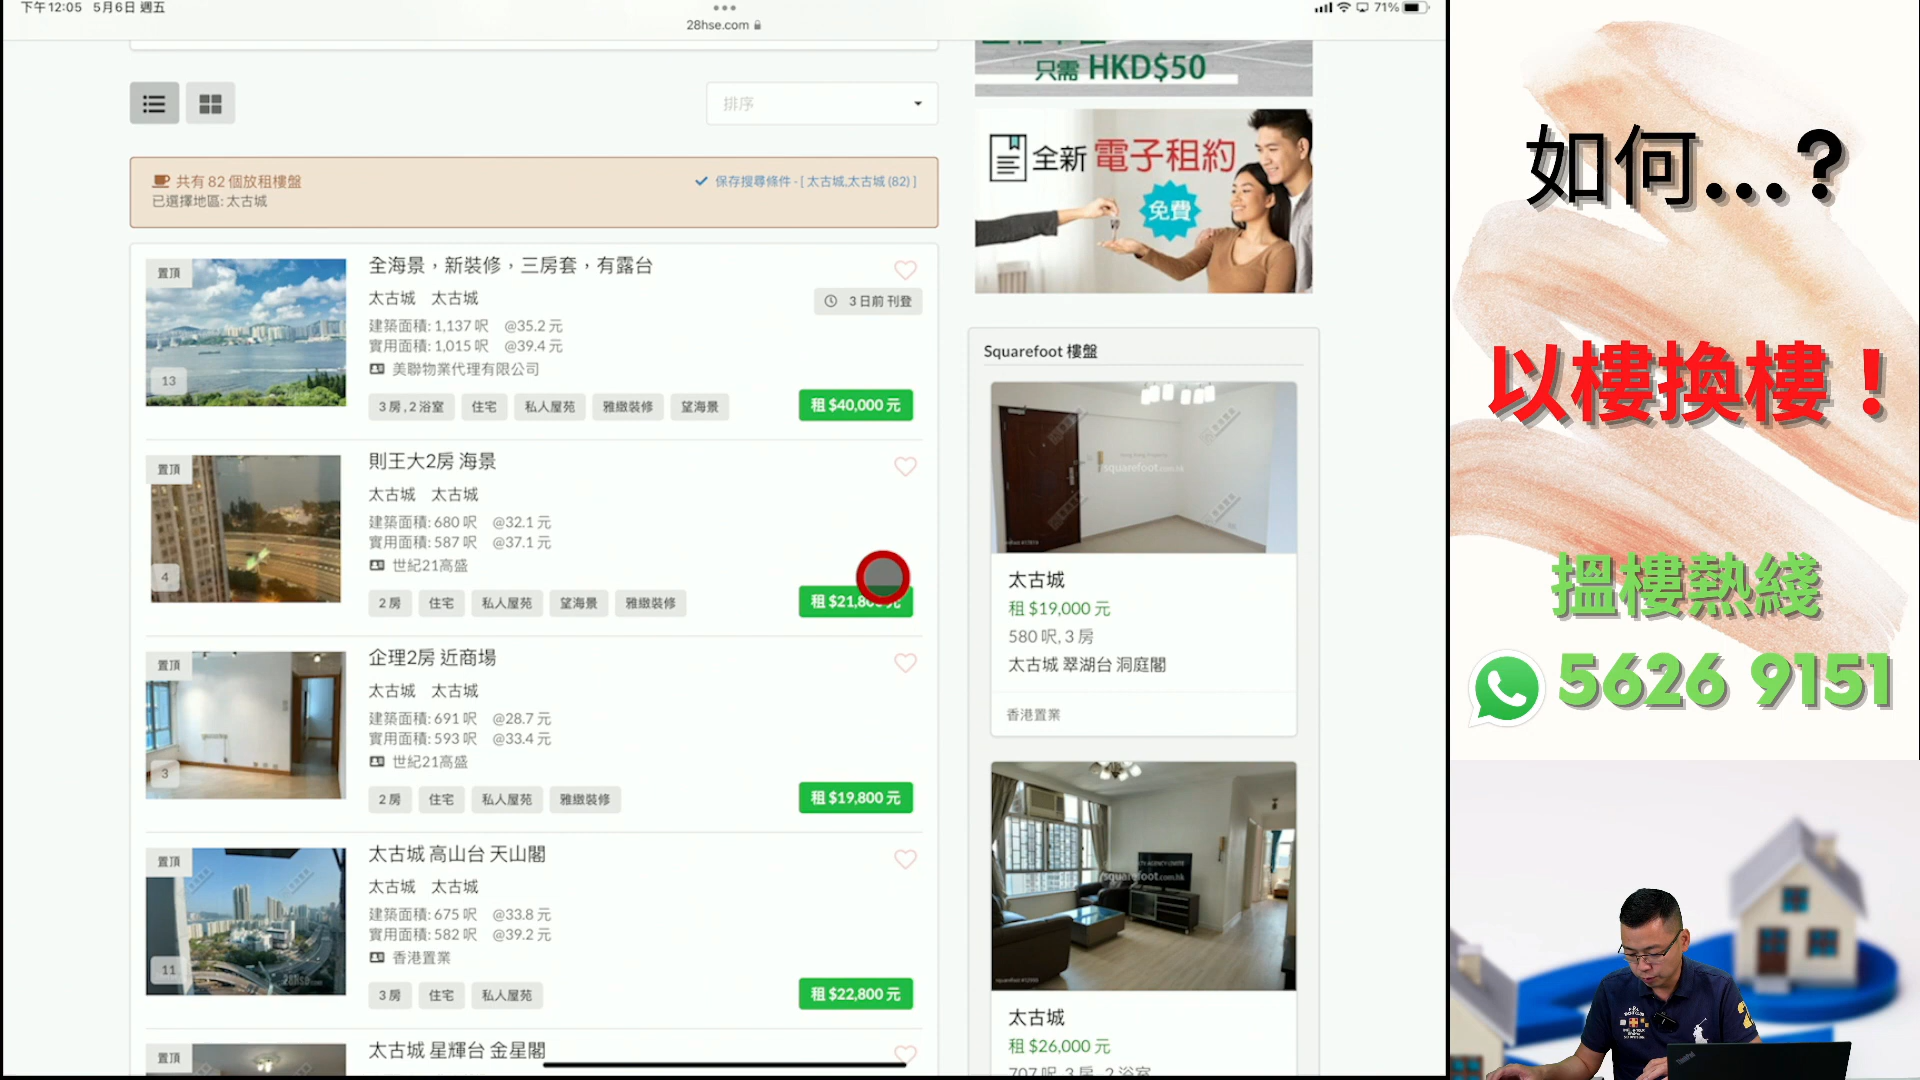 下午12:05 5月6日 週五
28hse.com
71%
只需 HKD$50
排序
全新 電子租約
免費
共有 82 個放租樓盤
保存搜尋條件 - [ 太古城,太古城 (82) ]
已選擇地區: 太古城
置頂
13
全海景，新裝修，三房套，有露台
太古城 太古城
3 日前 刊登
建築面積: 1,137 呎 @35.2 元
實用面積: 1,015 呎 @39.4 元
美聯物業代理有限公司
3 房 , 2 浴室 住宅 私人屋苑 雅緻裝修 望海景
租 $40,000 元
置頂
4
則王大2房 海景
太古城 太古城
建築面積: 680 呎 @32.1 元
實用面積: 587 呎 @37.1 元
世紀21高盛
2 房 住宅 私人屋苑 望海景 雅緻裝修
租 $21,80 元
置頂
3
企理2房 近商場
太古城 太古城
建築面積: 691 呎 @28.7 元
實用面積: 593 呎 @33.4 元
世紀21高盛
2 房 住宅 私人屋苑 雅緻裝修
租 $19,800 元
置頂
11
太古城 高山台 天山閣
太古城 太古城
建築面積: 675 呎 @33.8 元
實用面積: 582 呎 @39.2 元
香港置業
3 房 住宅 私人屋苑
租 $22,800 元
置頂
太古城 星輝台 金星閣
Squarefoot 樓盤
squarefoot.com.hk
太古城
租 $19,000 元
580 呎, 3 房
太古城 翠湖台 洞庭閣
香港置業
squarefoot.com.hk
太古城
租 $26,000 元
707 呎, 3 房, 2 浴室
如何...?
以樓換樓！
搵樓熱綫
5626 9151
ThinkPad